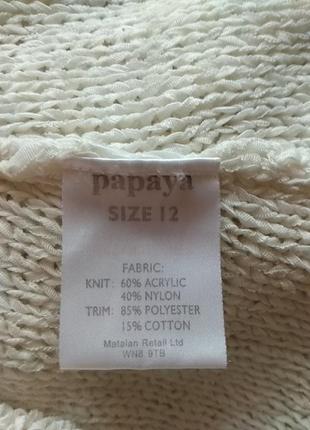 papaya
SIZE 12
FABRIC:
KNIT: 60% ACRYLIC
40% NYLON
TRIM: 85% POLYESTER
15% COTTON
Matalan Retail Ltd
WN8 9TB